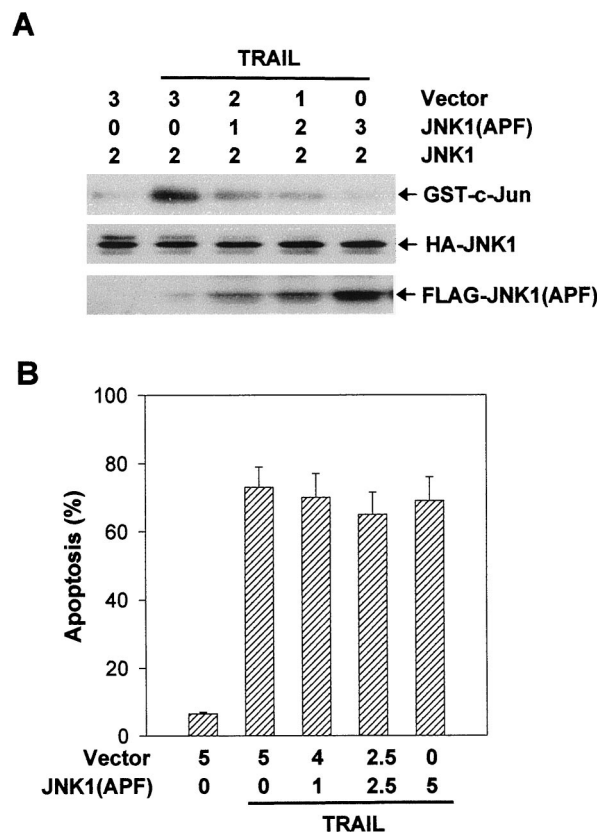 A
TRAIL
3 3 2 1 0 Vector
0 0 1 2 3 JNK1(APF)
2 2 2 2 2 JNK1
GST-c-Jun
HA-JNK1
FLAG-JNK1(APF)
B
100
80
60
40
20
0
Apoptosis (%)
Vector 5 5 4 2.5 0
JNK1(APF) 0 0 1 2.5 5
TRAIL